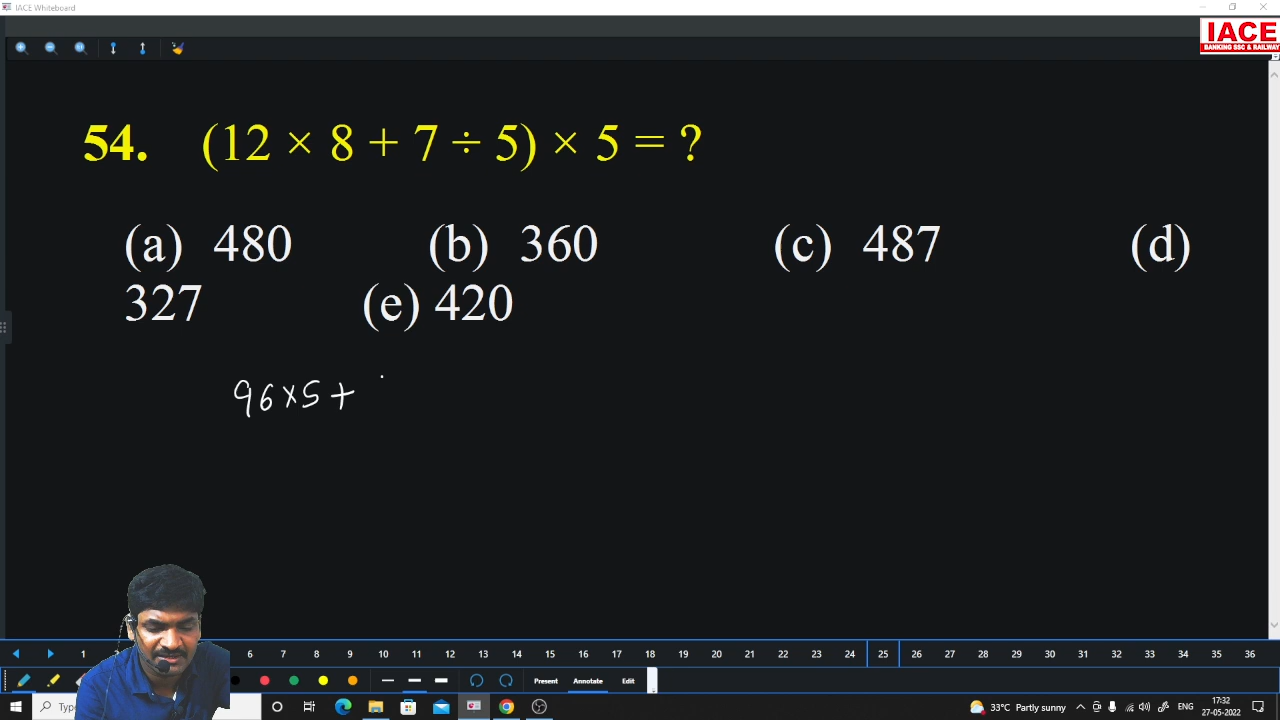 IACE Whiteboard
IACE
BANKING SSC & RAILWAY
54. (12 × 8 + 7 ÷ 5) × 5 = ?
(a) 480 (b) 360 (c) 487 (d)
327 (e) 420
96×5+
1 6 7 8 9 10 11 12 13 14 15 16 17 18 19 20 21 22 23 24 25 26 27 28 29 30 31 32 33 34 35 36
Present Annotate Edit
Typ 33°C Partly sunny ENG 17:32
27-05-2022